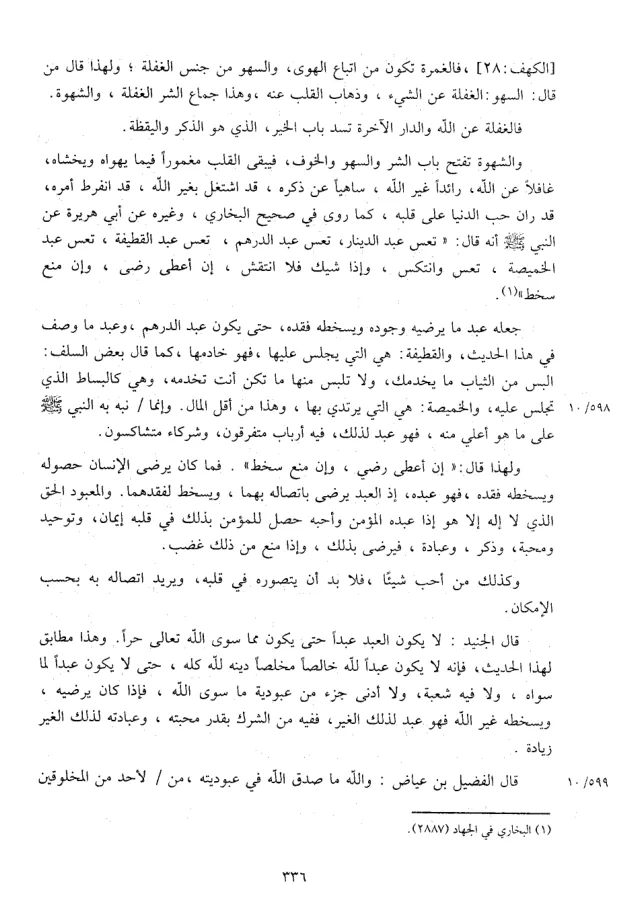 [الكهف:٢٨] ،فالغمرة تكون من اتباع الهوى، والسهو من جنس الغفلة ؛ ولهذا قال من
قال: السهو :الغفلة عن الشيء ، وذهاب القلب عنه ،وهذا جماع الشر الغفلة ، والشهوة.
فالغفلة عن الله والدار الآخرة تسد باب الخير، الذي هو الذكر واليقظة.
والشهوة تفتح باب الشر والسهو والخوف، فيبقى القلب مغموراً فيما يهواه ويخشاه،
غافلاً عن الله، رائداً غير الله ، ساهياً عن ذكره ، قد اشتغل بغير الله ، قد انفرط أمره،
قد ران حب الدنيا على قلبه ، كما روى في صحيح البخاري ، وغيره عن أبي هريرة عن
النبي ﷺ أنه قال: « تعس عبد الدينار، تعس عبد الدرهم ، تعس عبد القطيفة ، تعس عبد
الخميصة ، تعس وانتكس ، وإذا شيك فلا انتقش ، إن أعطى رضى ، وإن منع
سخط»(١).
جعله عبد ما يرضيه وجوده ويسخطه فقده، حتى يكون عبد الدرهم ،وعبد ما وصف
في هذا الحديث، والقطيفة: هي التي يجلس عليها ،فهو خادمها ،كما قال بعض السلف:
البس من الثياب ما يخدمك، ولا تلبس منها ما تكن أنت تخدمه، وهي كالبساط الذي
١٠/٥٩٨ تجلس عليه، والخميصة: هي التي يرتدي بها ، وهذا من أقل المال. وإنما / نبه به النبي ﷺ
على ما هو أعلي منه ، فهو عبد لذلك، فيه أرباب متفرقون، وشركاء متشاكسون.
ولهذا قال:« إن أعطى رضي ، وإن منع سخط» . فما كان يرضى الإنسان حصوله
ويسخطه فقده ،فهو عبده، إذ العبد يرضى باتصاله بهما ، ويسخط لفقدهما. والمعبود الحق
الذي لا إله إلا هو إذا عبده المؤمن وأحبه حصل للمؤمن بذلك في قلبه إيمان، وتوحيد
ومحبة، وذكر ، وعبادة ، فيرضى بذلك ، وإذا منع من ذلك غضب.
وكذلك من أحب شيئًا ،فلا بد أن يتصوره في قلبه، ويريد اتصاله به بحسب
الإمكان.
قال الجنيد : لا يكون العبد عبداً حتى يكون مما سوى الله تعالى حراً. وهذا مطابق
لهذا الحديث، فإنه لا يكون عبداً لله خالصاً مخلصاً دينه لله كله ، حتى لا يكون عبداً لما
سواه ، ولا فيه شعبة، ولا أدنى جزء من عبودية ما سوى الله ، فإذا كان يرضيه ،
ويسخطه غير الله فهو عبد لذلك الغير، ففيه من الشرك بقدر محبته ، وعبادته لذلك الغير
زيادة .
١٠/٥٩٩ قال الفضيل بن عياض : والله ما صدق الله في عبوديته ،من / لأحد من المخلوقين
(١) البخاري في الجهاد (٢٨٨٧).
٣٣٦